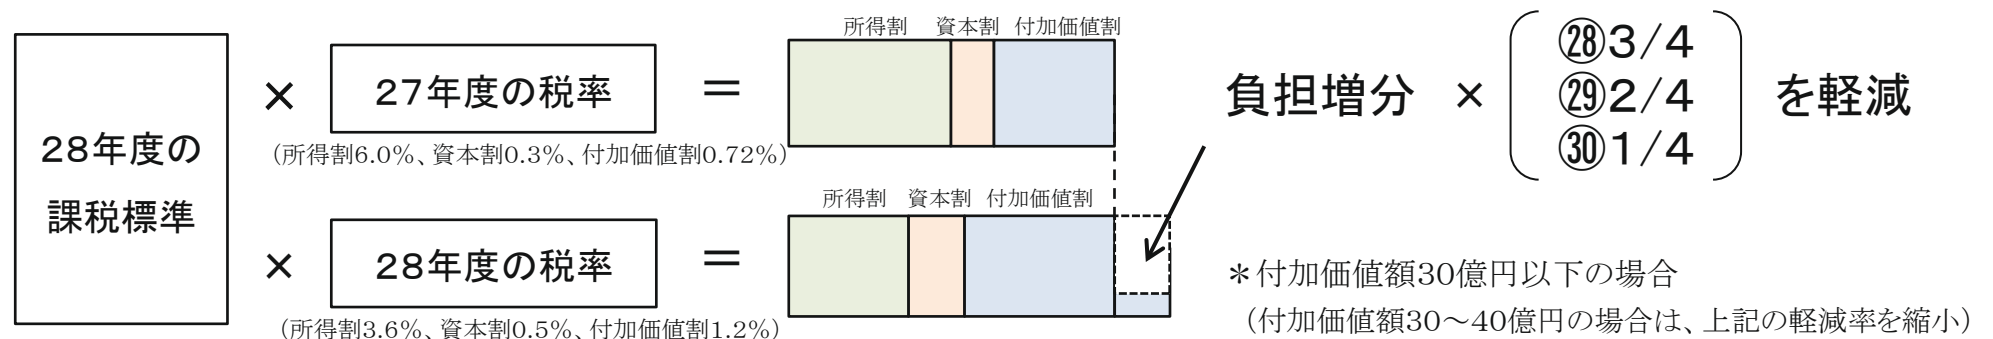 28年度の
課税標準
×
27年度の税率
=
(所得割6.0%、資本割0.3%、付加価値割0.72%)
所得割 資本割 付加価値割
×
28年度の税率
=
(所得割3.6%、資本割0.5%、付加価値割1.2%)
所得割 資本割 付加価値割
負担増分 × ㉘3/4 を軽減
㉙2/4
㉚1/4
*付加価値額30億円以下の場合
(付加価値額30~40億円の場合は、上記の軽減率を縮小)